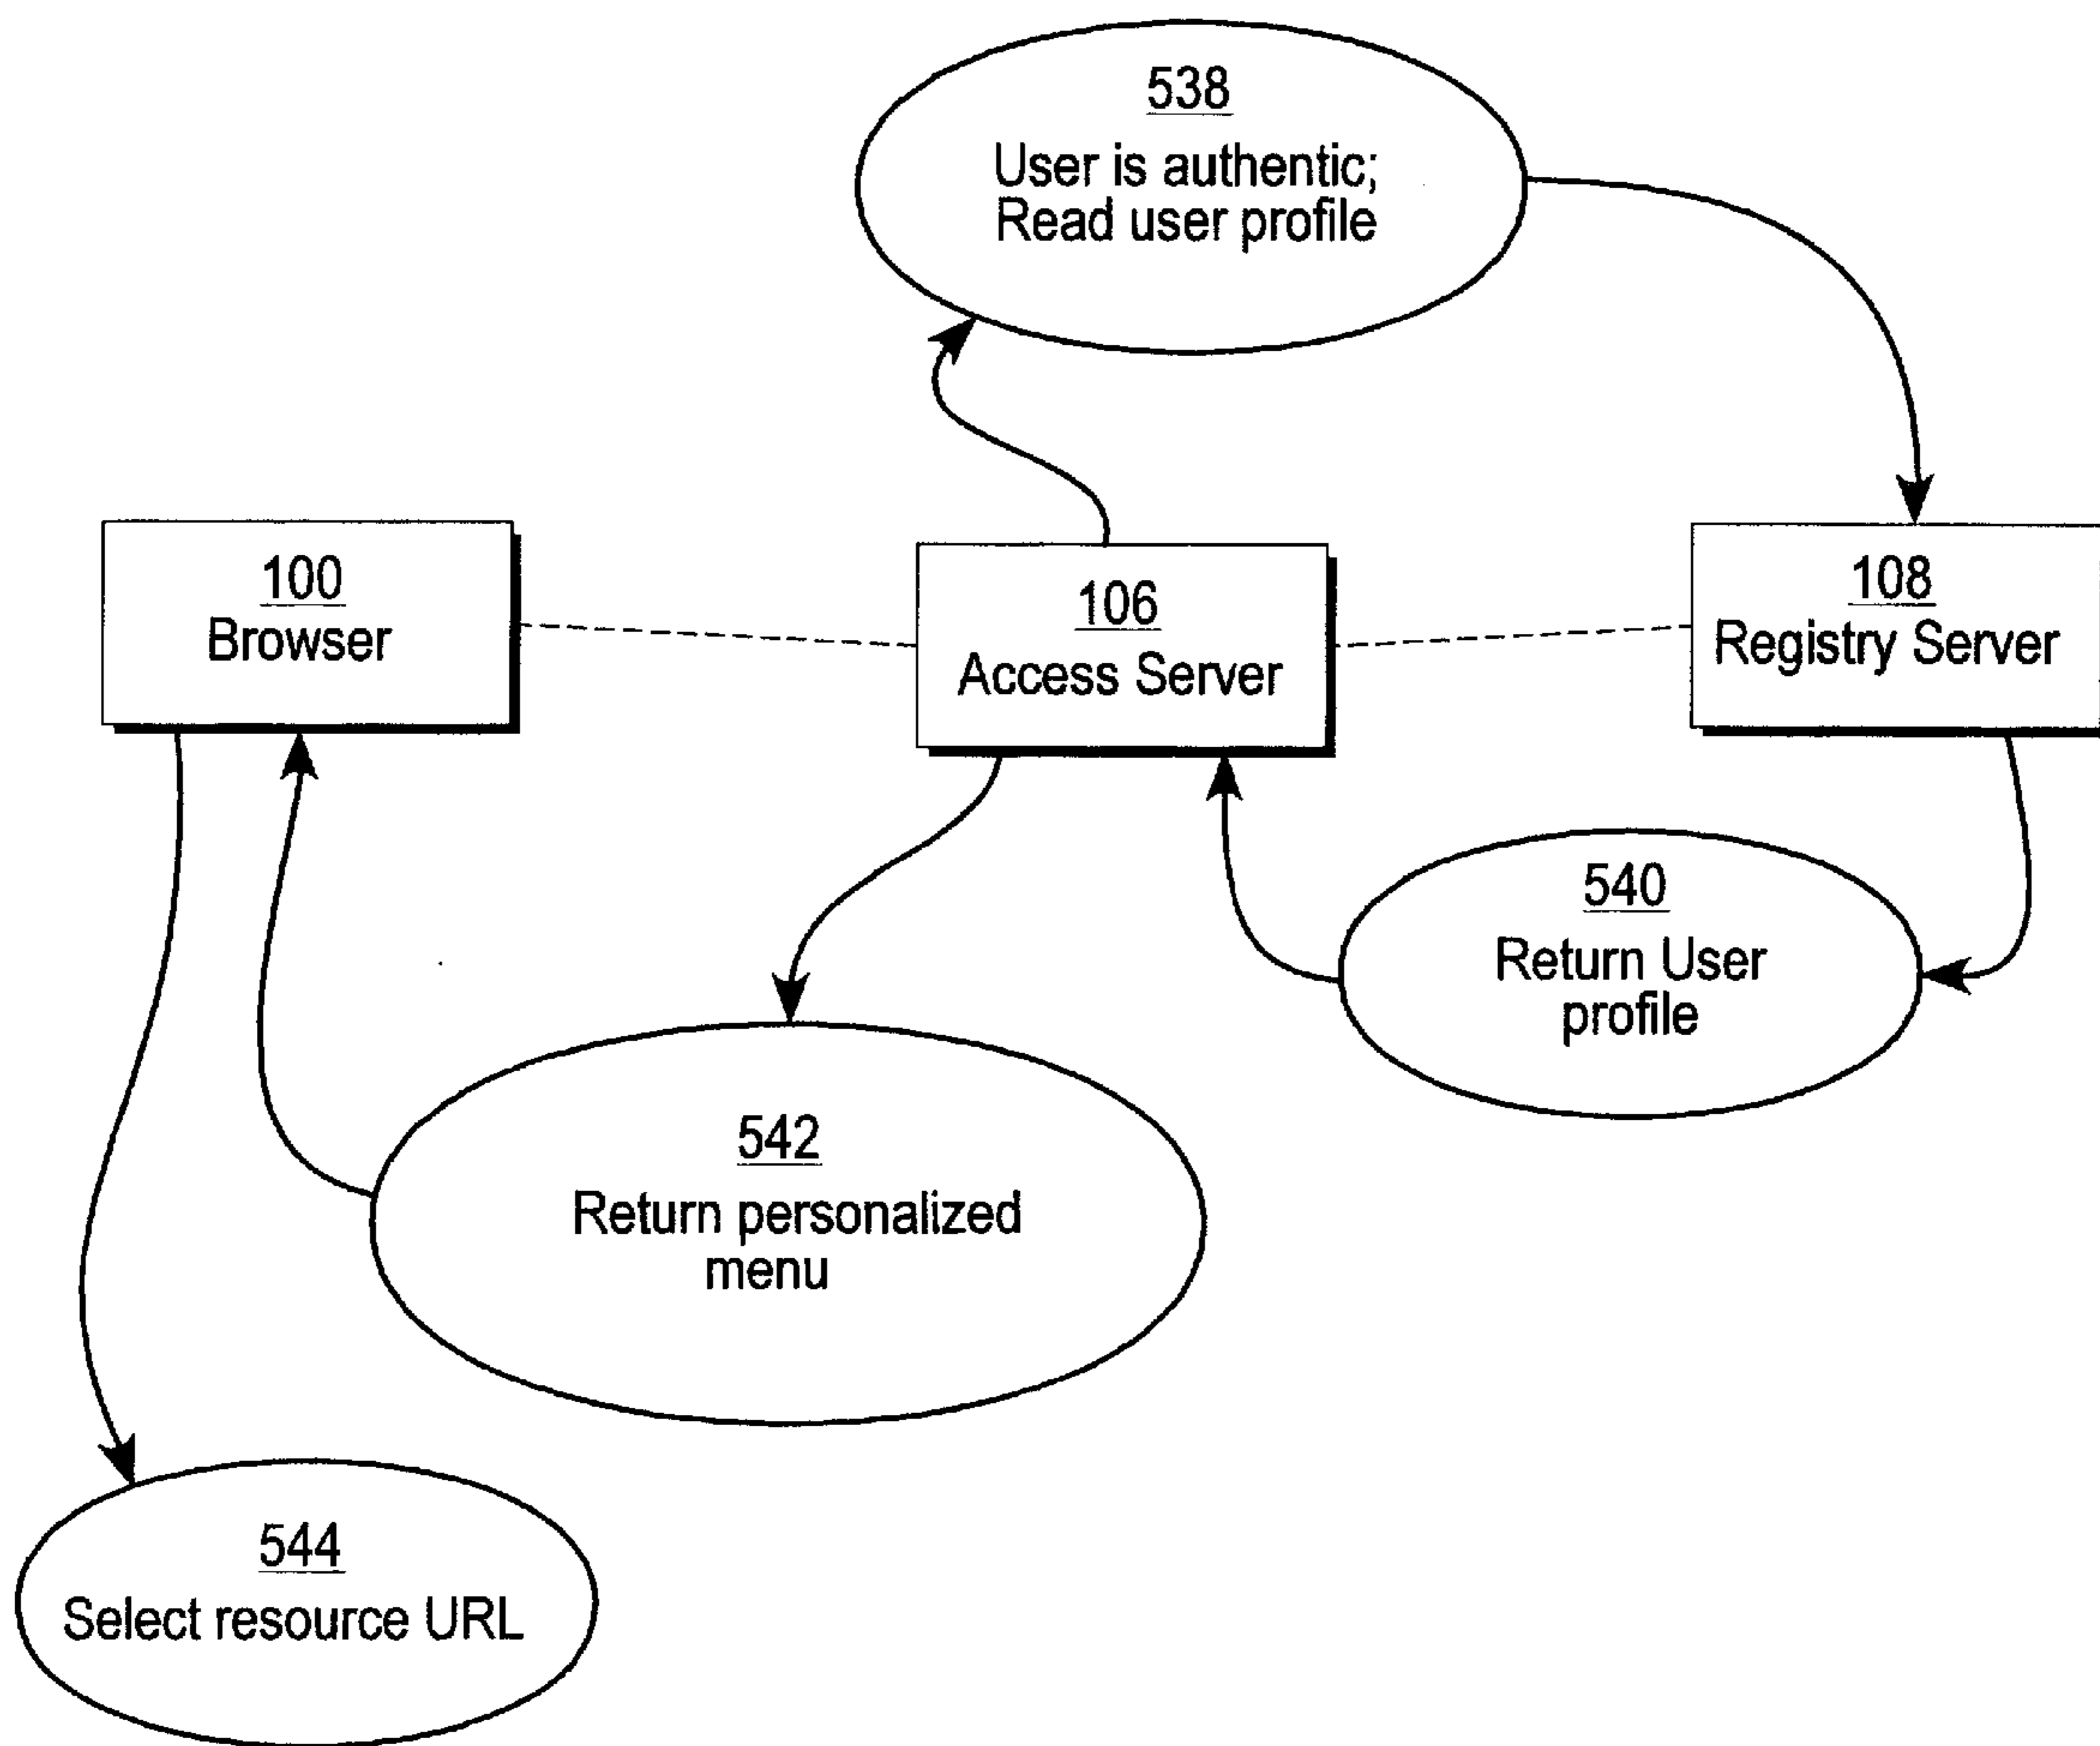 538
User is authentic;
Read user profile
100
Browser
106
Access Server
108
Registry Server
540
Return User
profile
542
Return personalized
menu
544
Select resource URL